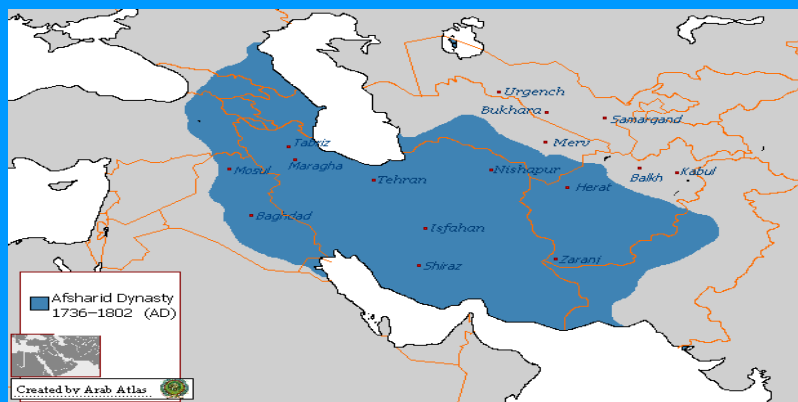 Urgench
Bukhara
Samarqand
Tabriz
Merv
Maragha
Mosul
Nishapur
Balkh
Kabul
Tehran
Herat
Baghdad
Isfahan
Shiraz
Zaranj
Afsharid Dynasty
1736–1802 (AD)
Created by Arab Atlas